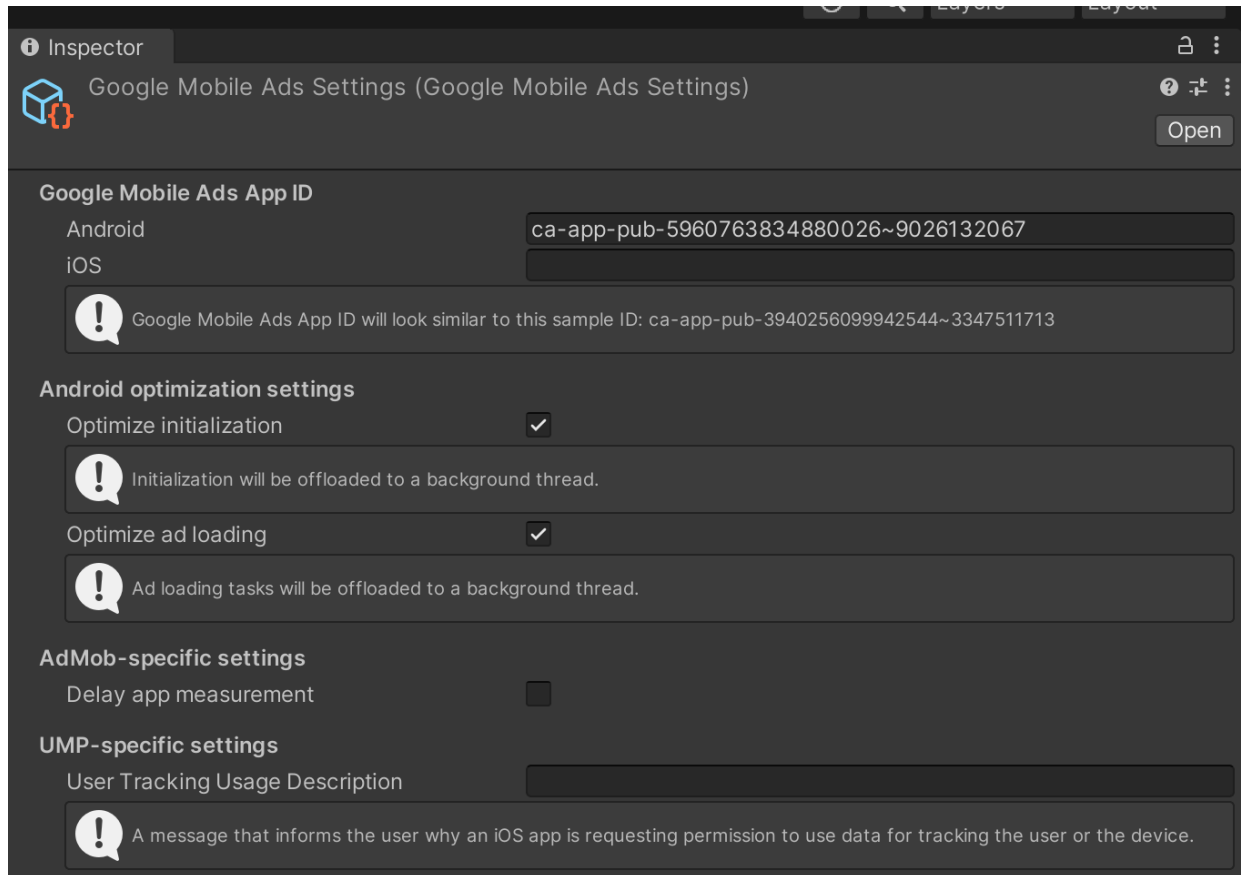 Layers
Layout
Inspector
Google Mobile Ads Settings (Google Mobile Ads Settings)
Open
Google Mobile Ads App ID
Android
ca-app-pub-5960763834880026~9026132067
iOS
Google Mobile Ads App ID will look similar to this sample ID: ca-app-pub-3940256099942544~3347511713
Android optimization settings
Optimize initialization
Initialization will be offloaded to a background thread.
Optimize ad loading
Ad loading tasks will be offloaded to a background thread.
AdMob-specific settings
Delay app measurement
UMP-specific settings
User Tracking Usage Description
A message that informs the user why an iOS app is requesting permission to use data for tracking the user or the device.